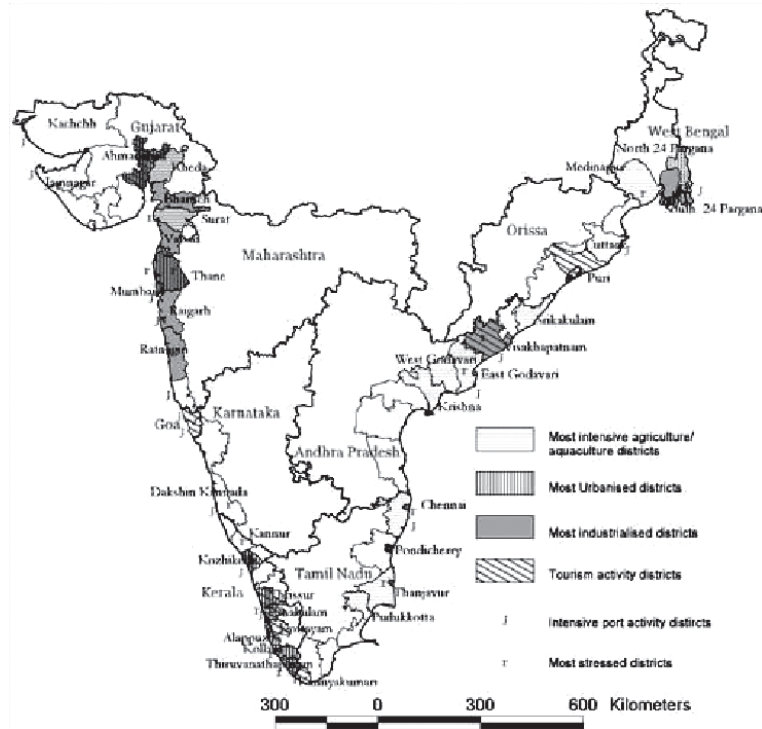 Kachchh
Gujarat
Ahmadabad
Kheda
Jamnagar
Bharuch
Surat
Valsad
Maharashtra
Thane
Mumbai
Raigarh
Ratnagiri
Goa
Karnataka
Dakshin Kannada
Kannur
Kozhikode
Kerala
Thrissur
Kottayam
Alappuzha
Kollam
Thiruvananthapuram
Kanyakumari
West Bengal
North 24 Pargana
Medinapur
South 24 Pargana
Orissa
Cuttack
Puri
Srikakulam
Visakhapatnam
West Godavari
East Godavari
Krishna
Andhra Pradesh
Chennai
Pondicherry
Tamil Nadu
Thanjavur
Pudukkotta
Most intensive agriculture/
aquaculture districts
Most Urbanised districts
Most industrialised districts
Tourism activity districts
J
Intensive port activity districts
r
Most stressed districts
300 0 300 600 Kilometers